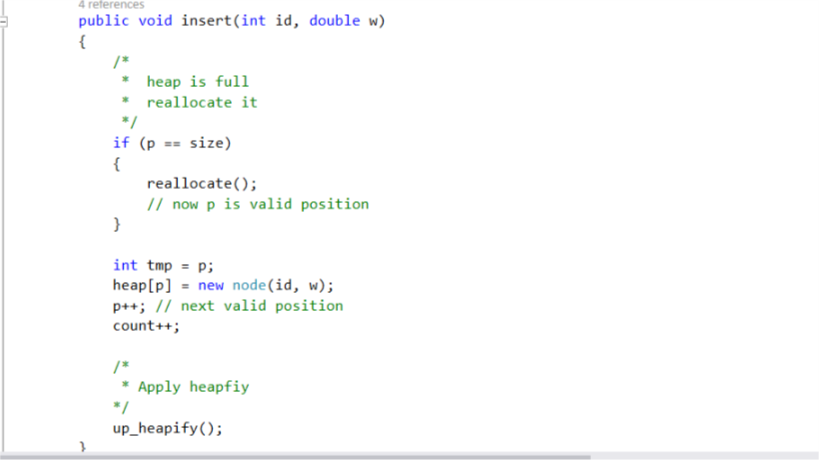 4 references
public void insert(int id, double w)
{
/*
* heap is full
* reallocate it
*/
if (p == size)
{
reallocate();
// now p is valid position
}
int tmp = p;
heap[p] = new node(id, w);
p++; // next valid position
count++;
/*
* Apply heapfiy
*/
up_heapify();
}